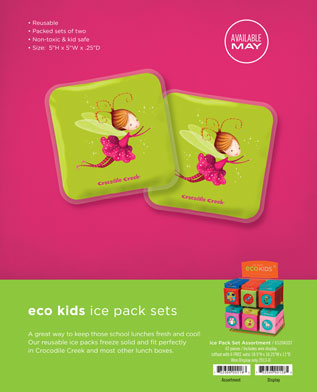 • Reusable
• Packed sets of two
• Non-toxic & kid safe
• Size: 5"H x 5"W x .25"D
AVAILABLE
MAY
Crocodile Creek
Crocodile Creek
eco kids ice pack sets
A great way to keep those school lunches fresh and cool!
Our reusable ice packs freeze solid and fit perfectly
in Crocodile Creek and most other lunch boxes.
ecoKIDS
Ice Pack Set Assortment
Assortment
Display